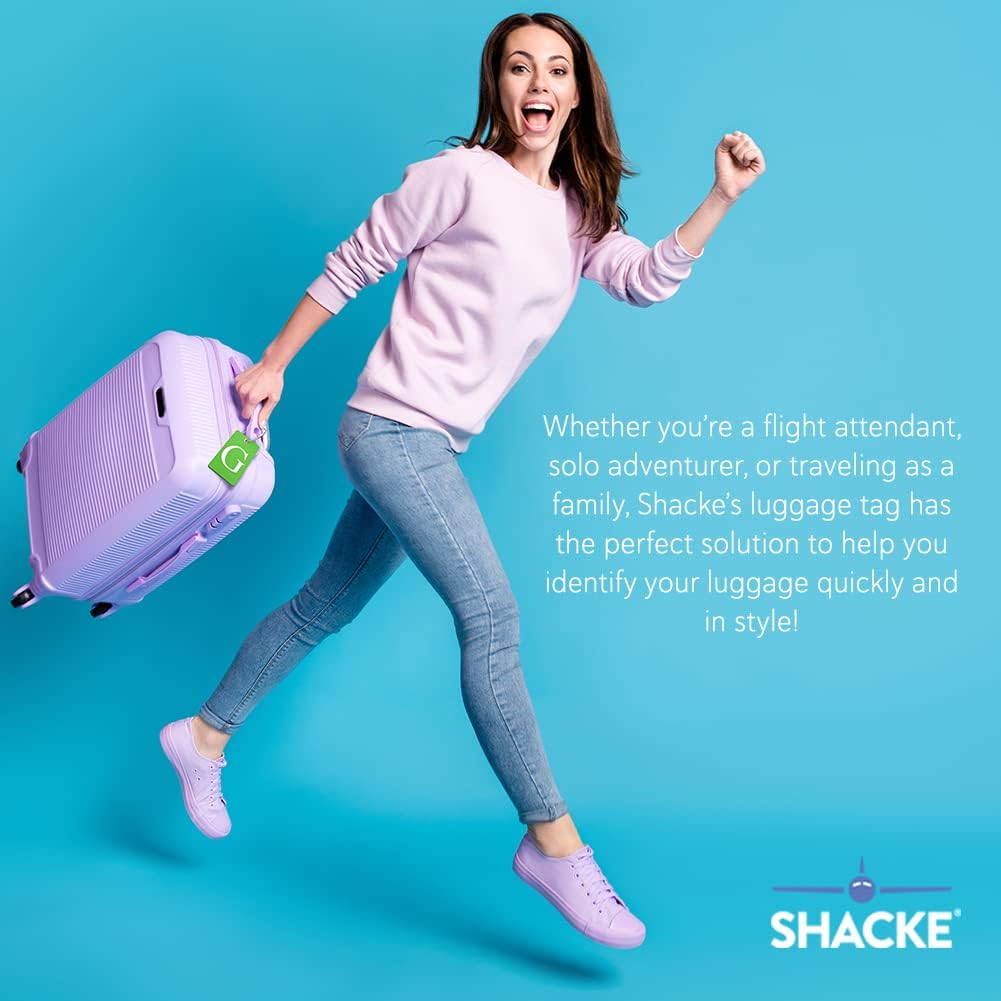 G
Whether you’re a flight attendant,
solo adventurer, or traveling as a
family, Shacke’s luggage tag has
the perfect solution to help you
identify your luggage quickly and
in style!
SHACKE®